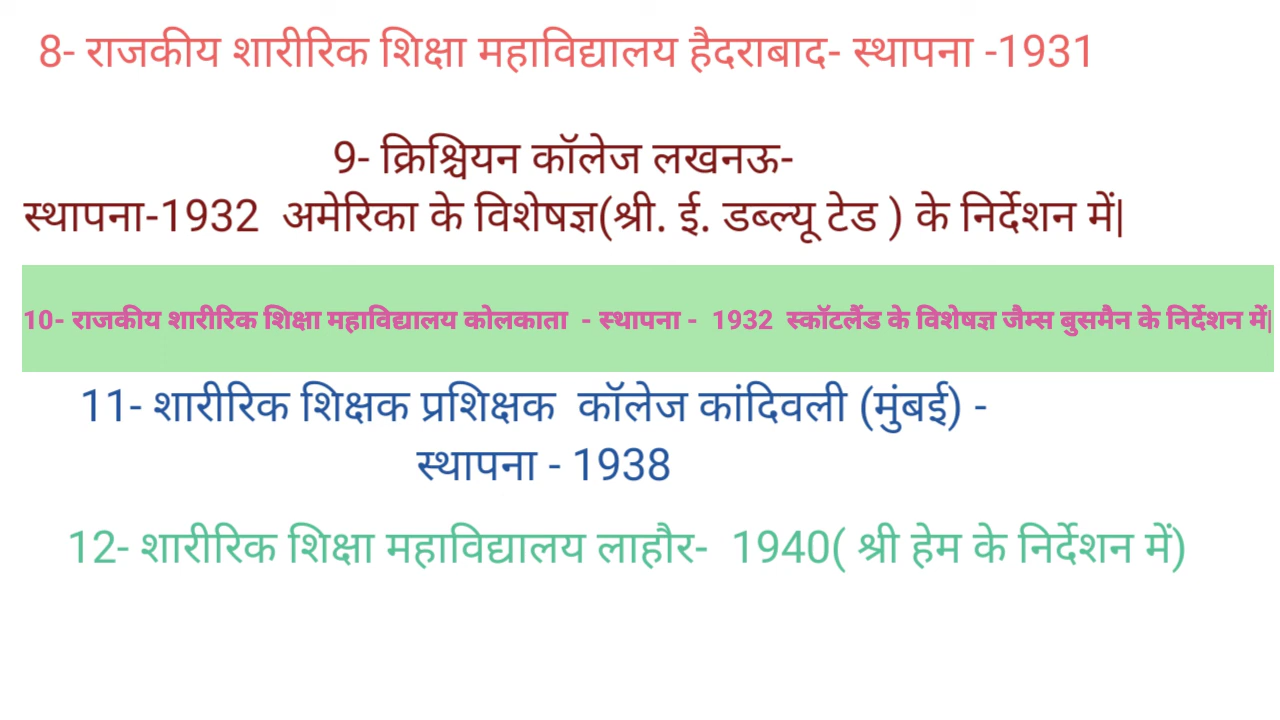 8- राजकीय शारीरिक शिक्षा महाविद्यालय हैदराबाद- स्थापना -1931
9- क्रिश्चियन कॉलेज लखनऊ-
स्थापना-1932 अमेरिका के विशेषज्ञ(श्री. ई. डब्ल्यू टेड ) के निर्देशन में|
10- राजकीय शारीरिक शिक्षा महाविद्यालय कोलकाता - स्थापना - 1932 स्कॉटलैंड के विशेषज्ञ जैम्स बुसमैन के निर्देशन में|
11- शारीरिक शिक्षक प्रशिक्षक कॉलेज कांदिवली (मुंबई) -
स्थापना - 1938
12- शारीरिक शिक्षा महाविद्यालय लाहौर- 1940( श्री हेम के निर्देशन में)